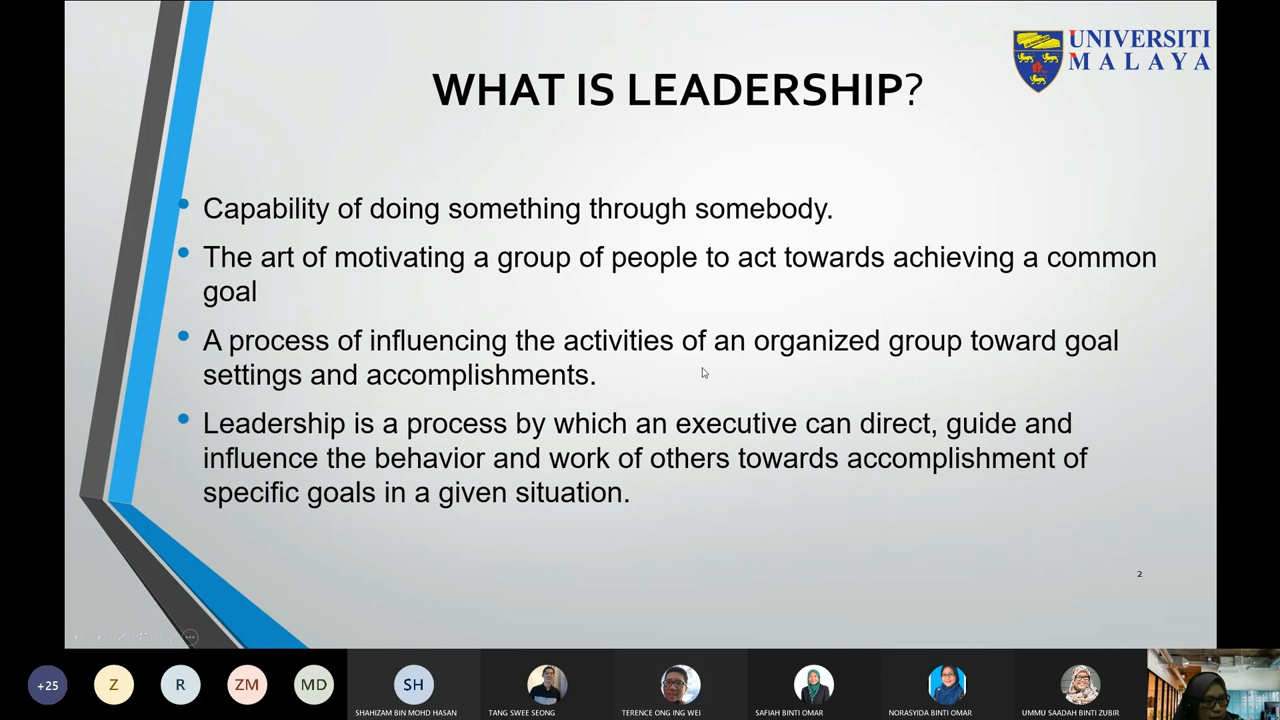 UNIVERSITI
MALAYA
WHAT IS LEADERSHIP?
Capability of doing something through somebody.
The art of motivating a group of people to act towards achieving a common
goal
A process of influencing the activities of an organized group toward goal
settings and accomplishments.
Leadership is a process by which an executive can direct, guide and
influence the behavior and work of others towards accomplishment of
specific goals in a given situation.
2
+25
Z
R
ZM
MD
SH
SHAHIZAM BIN MOHD HASAN
TANG SWEE SEONG
TERENCE ONG ING WEI
SAFIAH BINTI OMAR
NORASYIDA BINTI OMAR
UMMU SAADAH BINTI ZUBIR